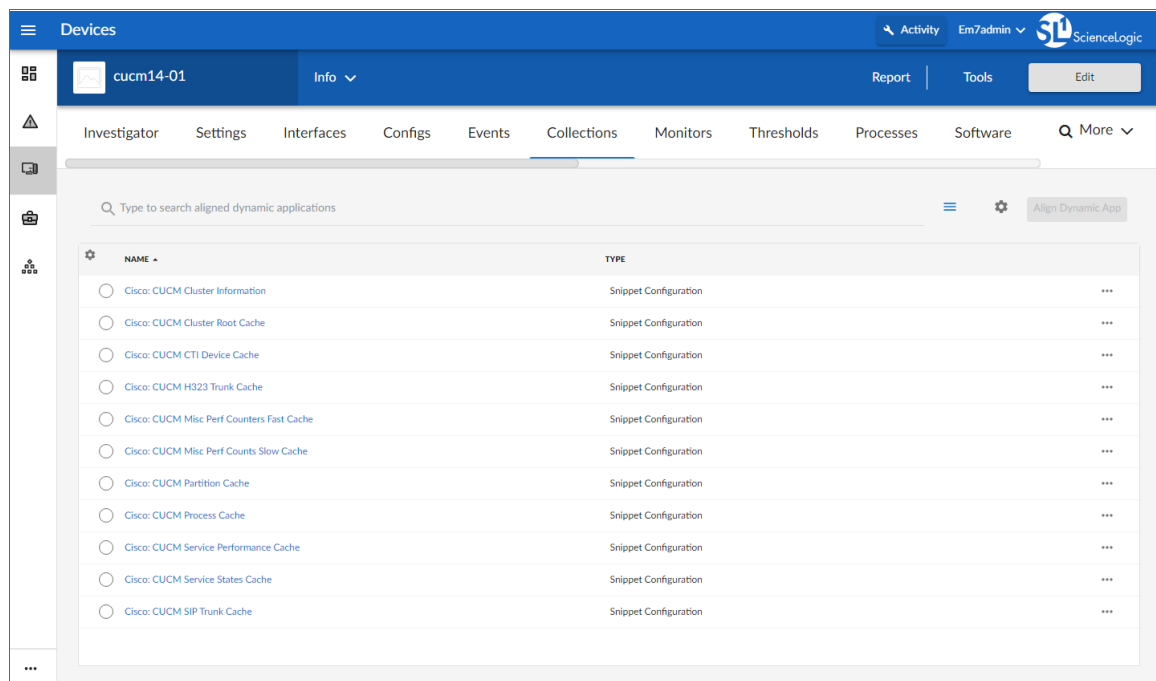 Devices Activity Em7admin SL1 ScienceLogic
cucm14-01 Info Report Tools Edit
Investigator Settings Interfaces Configs Events Collections Monitors Thresholds Processes Software More
Type to search aligned dynamic applications Align Dynamic App
NAME TYPE
Cisco: CUCM Cluster Information Snippet Configuration
Cisco: CUCM Cluster Root Cache Snippet Configuration
Cisco: CUCM CTI Device Cache Snippet Configuration
Cisco: CUCM H323 Trunk Cache Snippet Configuration
Cisco: CUCM Misc Perf Counters Fast Cache Snippet Configuration
Cisco: CUCM Misc Perf Counts Slow Cache Snippet Configuration
Cisco: CUCM Partition Cache Snippet Configuration
Cisco: CUCM Process Cache Snippet Configuration
Cisco: CUCM Service Performance Cache Snippet Configuration
Cisco: CUCM Service States Cache Snippet Configuration
Cisco: CUCM SIP Trunk Cache Snippet Configuration